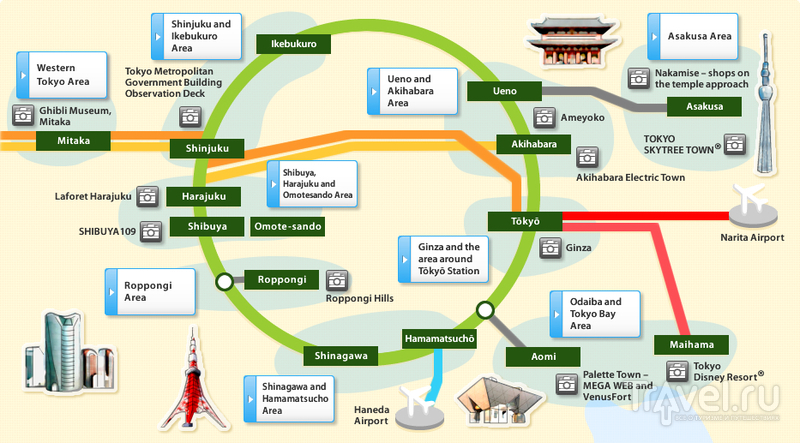 Shinjuku and
Ikebukuro
Area
Ikebukuro
Asakusa Area
Western
Tokyo Area
Tokyo Metropolitan
Government Building
Observation Deck
Ueno and
Akihabara
Area
Ueno
Nakamise – shops on
the temple approach
Asakusa
Ghibli Museum,
Mitaka
Mitaka
Shinjuku
Ameyoko
Akihabara
TOKYO
SKYTREE TOWN®
Akihabara Electric Town
Shibuya,
Harajuku and
Omotesando Area
Laforet Harajuku
Harajuku
SHIBUYA109
Shibuya
Omote-sando
Tōkyō
Narita Airport
Ginza and the
area around
Tōkyō Station
Ginza
Roppongi
Area
Roppongi
Roppongi Hills
Odaiba and
Tokyo Bay
Area
Hamamatsuchō
Shinagawa
Aomi
Maihama
Shinagawa and
Hamamatsucho
Area
Haneda
Airport
Palette Town –
MEGA WEB and
VenusFort
Tokyo
Disney Resort®
Travel.ru